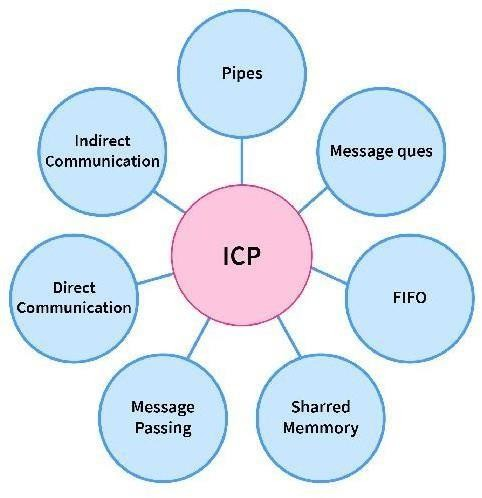 Pipes
Indirect
Communication
Message ques
ICP
Direct
Communication
FIFO
Message
Passing
Sharred
Memmory